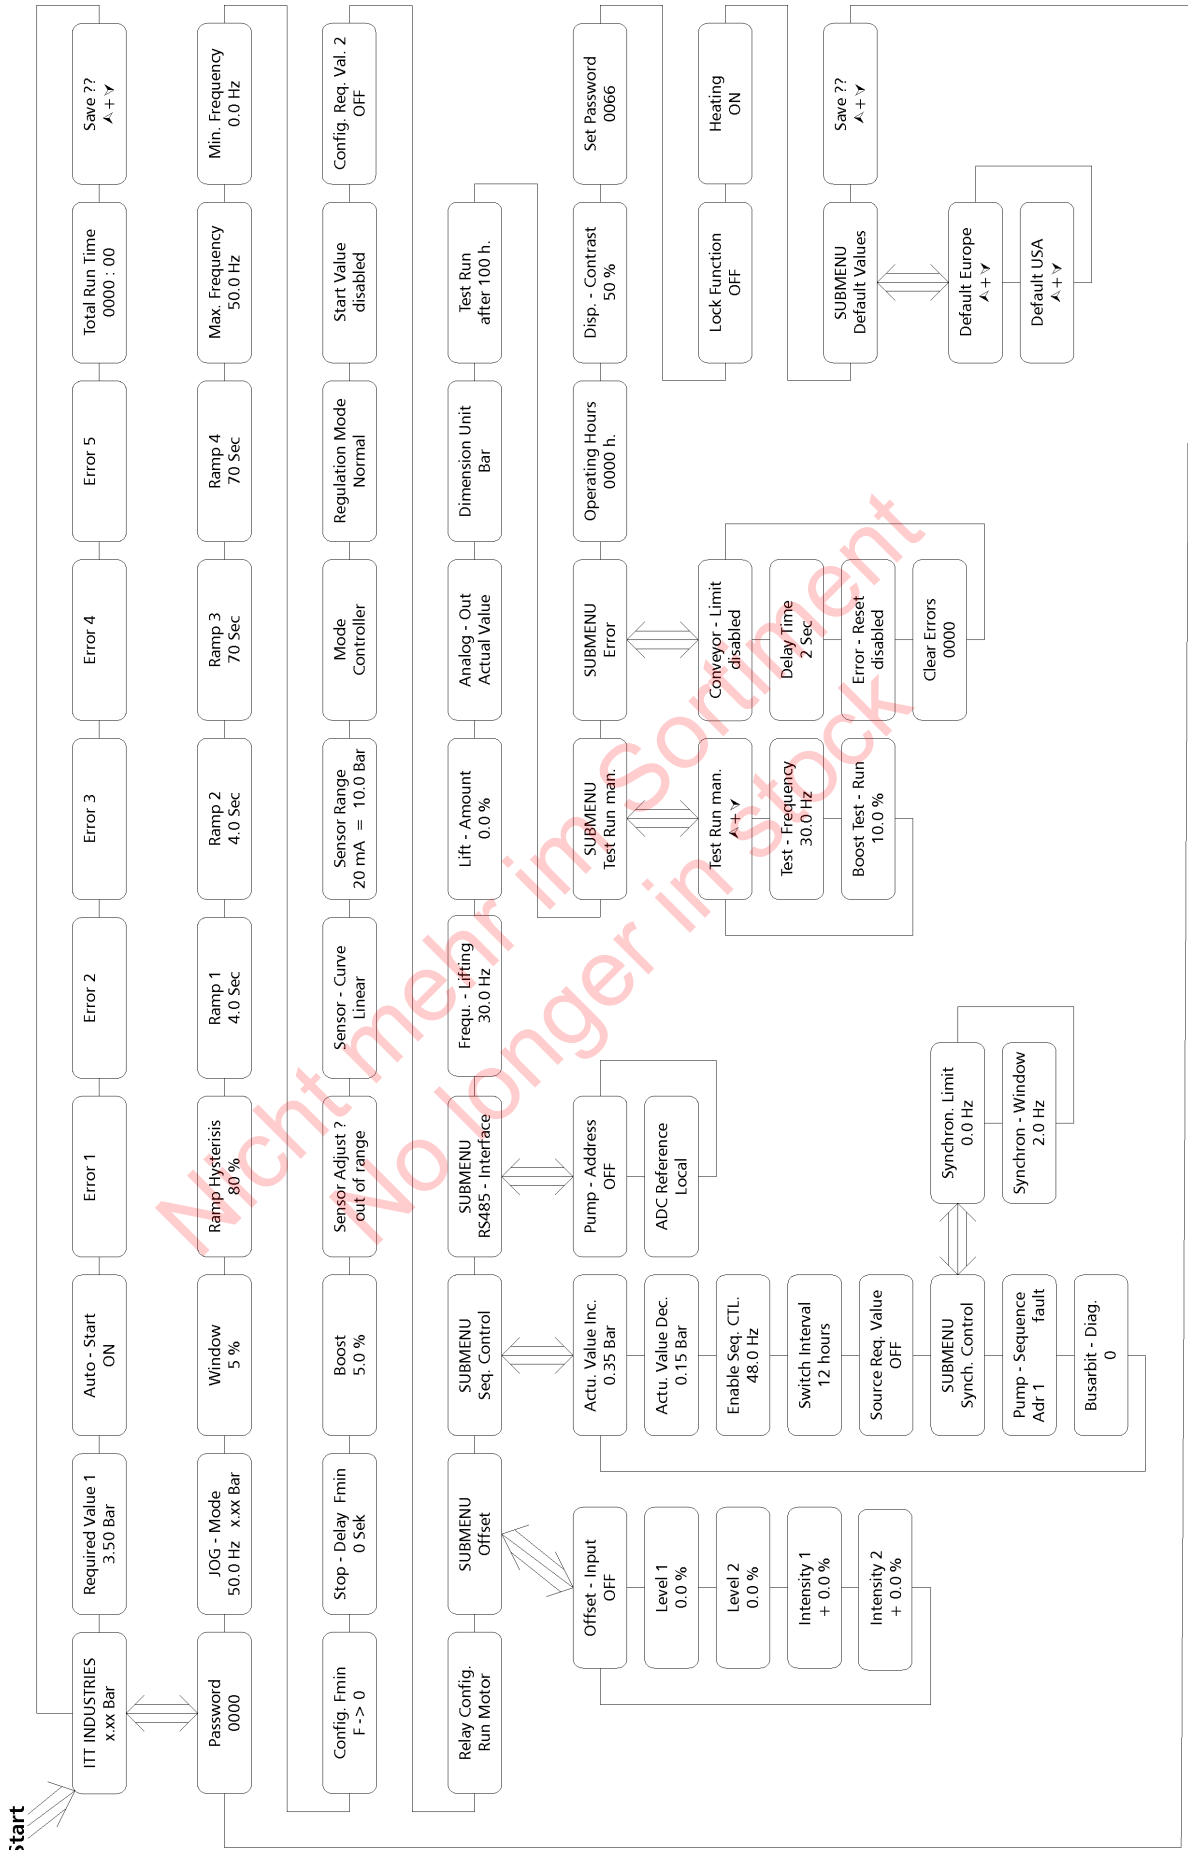 Start
ITT INDUSTRIES
x.xx Bar
Required Value 1
3.50 Bar
Auto - Start
ON
Error 1
Error 2
Error 3
Error 4
Error 5
Total Run Time
0000 : 00
Save ??
⮝ + ⮟
Password
0000
JOG - Mode
50.0 Hz x.xx Bar
Window
5 %
Ramp Hysterisis
80 %
Ramp 1
4.0 Sec
Ramp 2
4.0 Sec
Ramp 3
70 Sec
Ramp 4
70 Sec
Max. Frequency
50.0 Hz
Min. Frequency
0.0 Hz
Config. Fmin
F -> 0
Stop - Delay Fmin
0 Sek
Boost
5.0 %
Sensor Adjust ?
out of range
Sensor - Curve
Linear
Sensor Range
20 mA = 10.0 Bar
Mode
Controller
Regulation Mode
Normal
Start Value
disabled
Config. Req. Val. 2
OFF
Relay Config.
Run Motor
SUBMENU
Offset
SUBMENU
Seq. Control
SUBMENU
RS485 - Interface
Frequ. - Lifting
30.0 Hz
Lift - Amount
0.0 %
Analog - Out
Actual Value
Dimension Unit
Bar
Test Run
after 100 h.
Offset - Input
OFF
Level 1
0.0 %
Level 2
0.0 %
Intensity 1
+ 0.0 %
Intensity 2
+ 0.0 %
Actu. Value Inc.
0.35 Bar
Actu. Value Dec.
0.15 Bar
Enable Seq. CTL.
48.0 Hz
Switch Interval
12 hours
Source Req. Value
OFF
SUBMENU
Synch. Control
Pump - Sequence
Adr 1 fault
Busarbit - Diag.
0
Synchron. Limit
0.0 Hz
Synchron - Window
2.0 Hz
Pump - Address
OFF
ADC Reference
Local
SUBMENU
Test Run man.
Test Run man.
⮝ + ⮟
Test - Frequency
30.0 Hz
Boost Test - Run
10.0 %
SUBMENU
Error
Conveyor - Limit
disabled
Delay Time
2 Sec
Error - Reset
disabled
Clear Errors
0000
Operating Hours
0000 h.
Disp. - Contrast
50 %
Set Password
0066
Lock Function
OFF
Heating
ON
SUBMENU
Default Values
Save ??
⮝ + ⮟
Default Europe
⮝ + ⮟
Default USA
⮝ + ⮟
Nicht mehr im Sortiment
No longer in stock